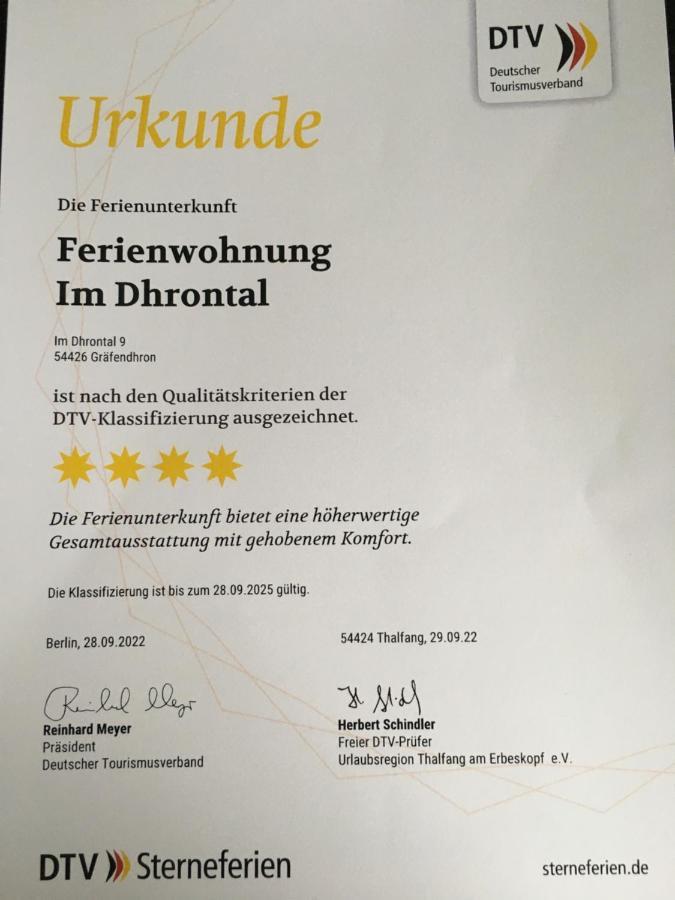 DTV
Deutscher
Tourismusverband
Urkunde
Die Ferienunterkunft
Ferienwohnung
Im Dhrontal
Im Dhrontal 9
54426 Gräfendhron
ist nach den Qualitätskriterien der
DTV-Klassifizierung ausgezeichnet.
Die Ferienunterkunft bietet eine höherwertige
Gesamtausstattung mit gehobenem Komfort.
Die Klassifizierung ist bis zum 28.09.2025 gültig.
Berlin, 28.09.2022
54424 Thalfang, 29.09.22
Reinhard Meyer
Reinhard Meyer
Präsident
Deutscher Tourismusverband
Herbert Schindler
Freier DTV-Prüfer
Urlaubsregion Thalfang am Erbeskopf e.V.
DTV Sterneferien
sterneferien.de